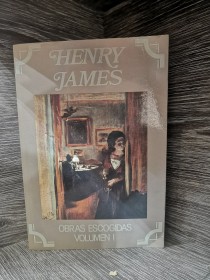 HENRY
JAMES
OBRAS ESCOGIDAS
VOLUMEN I